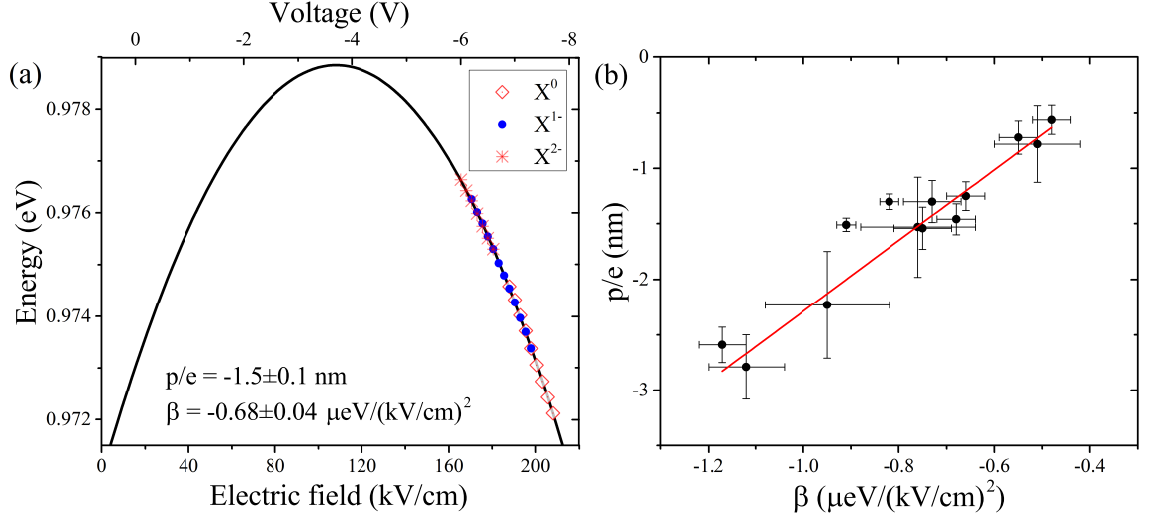 Voltage (V)
0 -2 -4 -6 -8
(a)
X⁰
X¹⁻
X²⁻
0.978
0.976
0.974
0.972
Energy (eV)
p/e = -1.5±0.1 nm
β = -0.68±0.04 μeV/(kV/cm)²
0 40 80 120 160 200
Electric field (kV/cm)
(b)
0
-1
-2
-3
p/e (nm)
-1.2 -1.0 -0.8 -0.6 -0.4
β (μeV/(kV/cm)²)